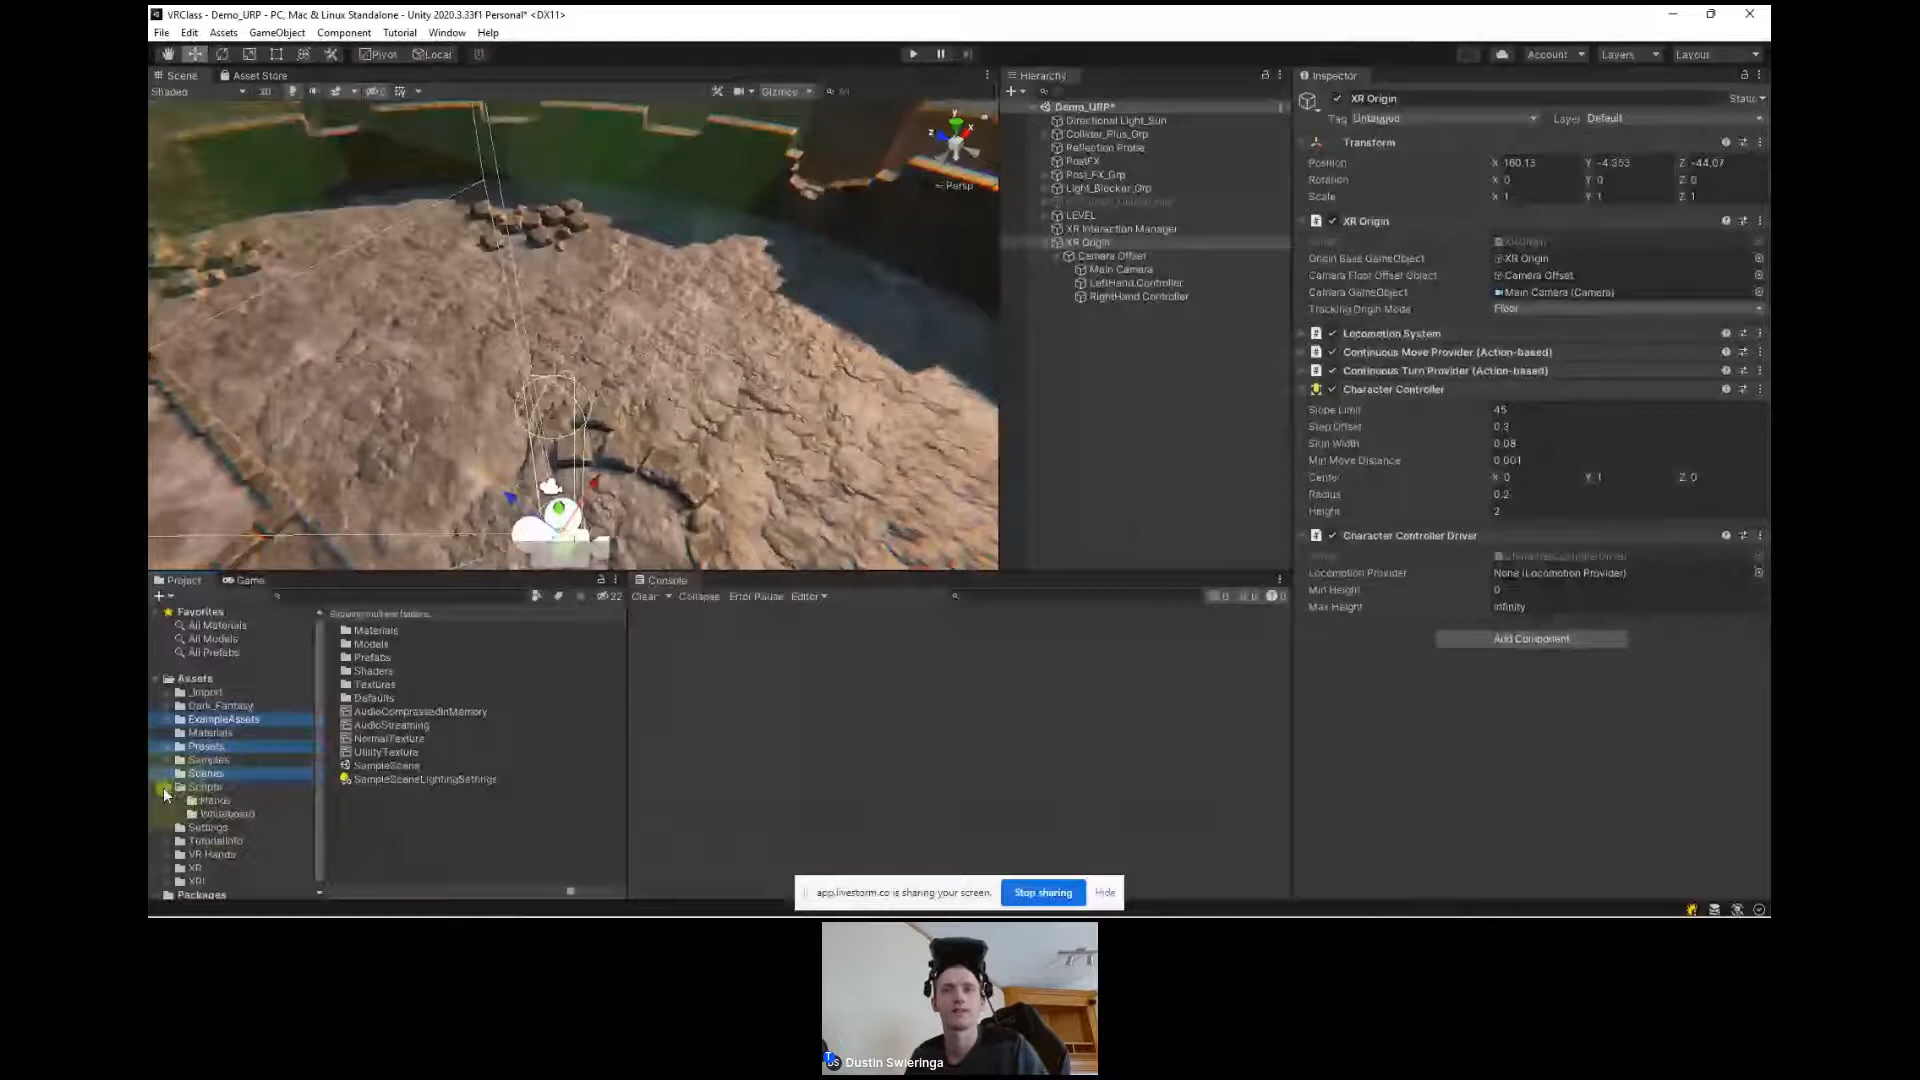 VRClass - Demo_URP - PC, Mac & Linux Standalone - Unity 2020.3.33f1 Personal* <DX11>
File Edit Assets GameObject Component Tutorial Window Help
Pivot Local Account Layers Layout
Scene Asset Store
Shaded 2D Gizmos All
y
x
z
Persp
Hierarchy
Demo_URP*
Directional Light_Sun
Collider_Plus_Grp
Reflection Probe
PostFX
Post_FX_Grp
Light_Blocker_Grp
LEVEL
XR Interaction Manager
XR Origin
Camera Offset
Main Camera
LeftHand Controller
RightHand Controller
Inspector
XR Origin Static
Tag Untagged Layer Default
Transform
Position X 160.13 Y -4.353 Z -44.07
Rotation X 0 Y 0 Z 0
Scale X 1 Y 1 Z 1
XR Origin
Origin Base GameObject XR Origin
Camera Floor Offset Object Camera Offset
Camera GameObject Main Camera (Camera)
Tracking Origin Mode Floor
Locomotion System
Continuous Move Provider (Action-based)
Continuous Turn Provider (Action-based)
Character Controller
Slope Limit 45
Step Offset 0.3
Skin Width 0.08
Min Move Distance 0.001
Center X 0 Y 1 Z 0
Radius 0.2
Height 2
Character Controller Driver
Locomotion Provider None (Locomotion Provider)
Min Height 0
Max Height Infinity
Add Component
Project Game
22
Favorites
All Materials
All Models
All Prefabs
Assets
_Import
Dark_Fantasy
ExampleAssets
Materials
Presets
Samples
Scenes
Scripts
Hands
Whiteboard
Settings
TutorialInfo
VR Hands
XR
XRI
Packages
Showing multiple folders...
Materials
Models
Prefabs
Shaders
Textures
Defaults
AudioCompressedInMemory
AudioStreaming
NormalTexture
UtilityTexture
SampleScene
SampleSceneLightingSettings
Console
Clear Collapse Error Pause Editor 0 0 0
app.livestorm.co is sharing your screen. Stop sharing Hide
Dustin Swieringa